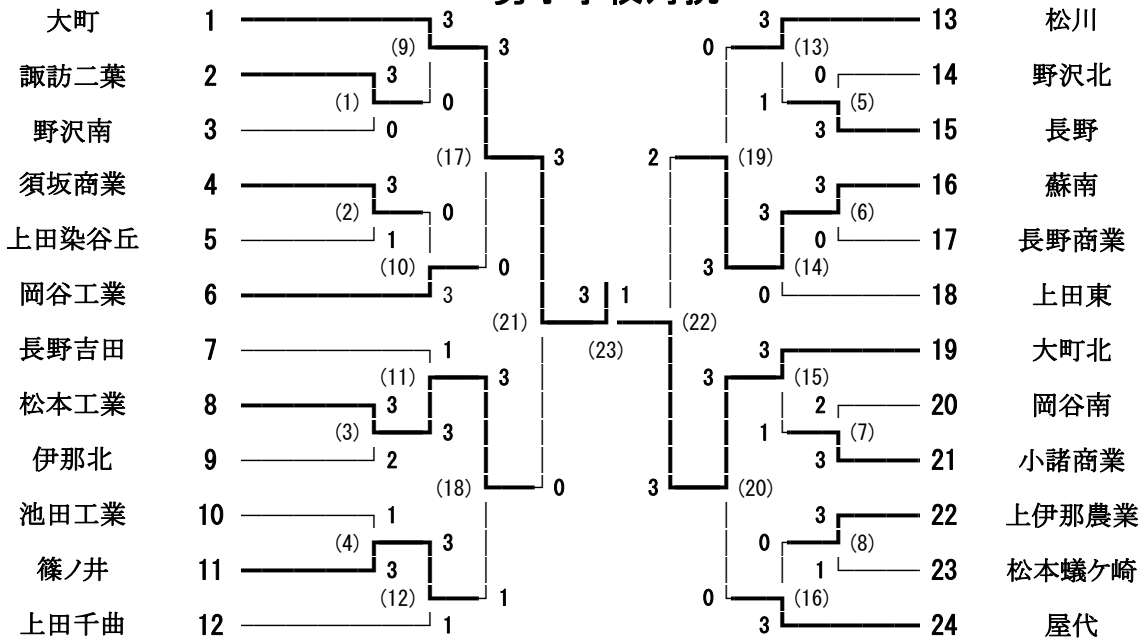 大町 1 3 3 13 松川
(9) 3 0 (13)
諏訪二葉 2 3 0 14 野沢北
(1) 0 1 (5)
野沢南 3 0 3 15 長野
(17) 3 2 (19)
須坂商業 4 3 3 16 蘇南
(2) 0 3 (6)
上田染谷丘 5 1 0 17 長野商業
(10) 0 3 (14)
岡谷工業 6 3 0 18 上田東
3 1
(21) (23) (22)
長野吉田 7 1 3 19 大町北
(11) 3 3 (15)
松本工業 8 3 2 20 岡谷南
(3) 3 1 (7)
伊那北 9 2 3 21 小諸商業
(18) 0 3 (20)
池田工業 10 1 3 22 上伊那農業
(4) 3 0 (8)
篠ノ井 11 3 1 23 松本蟻ケ崎
(12) 1 0 (16)
上田千曲 12 1 3 24 屋代